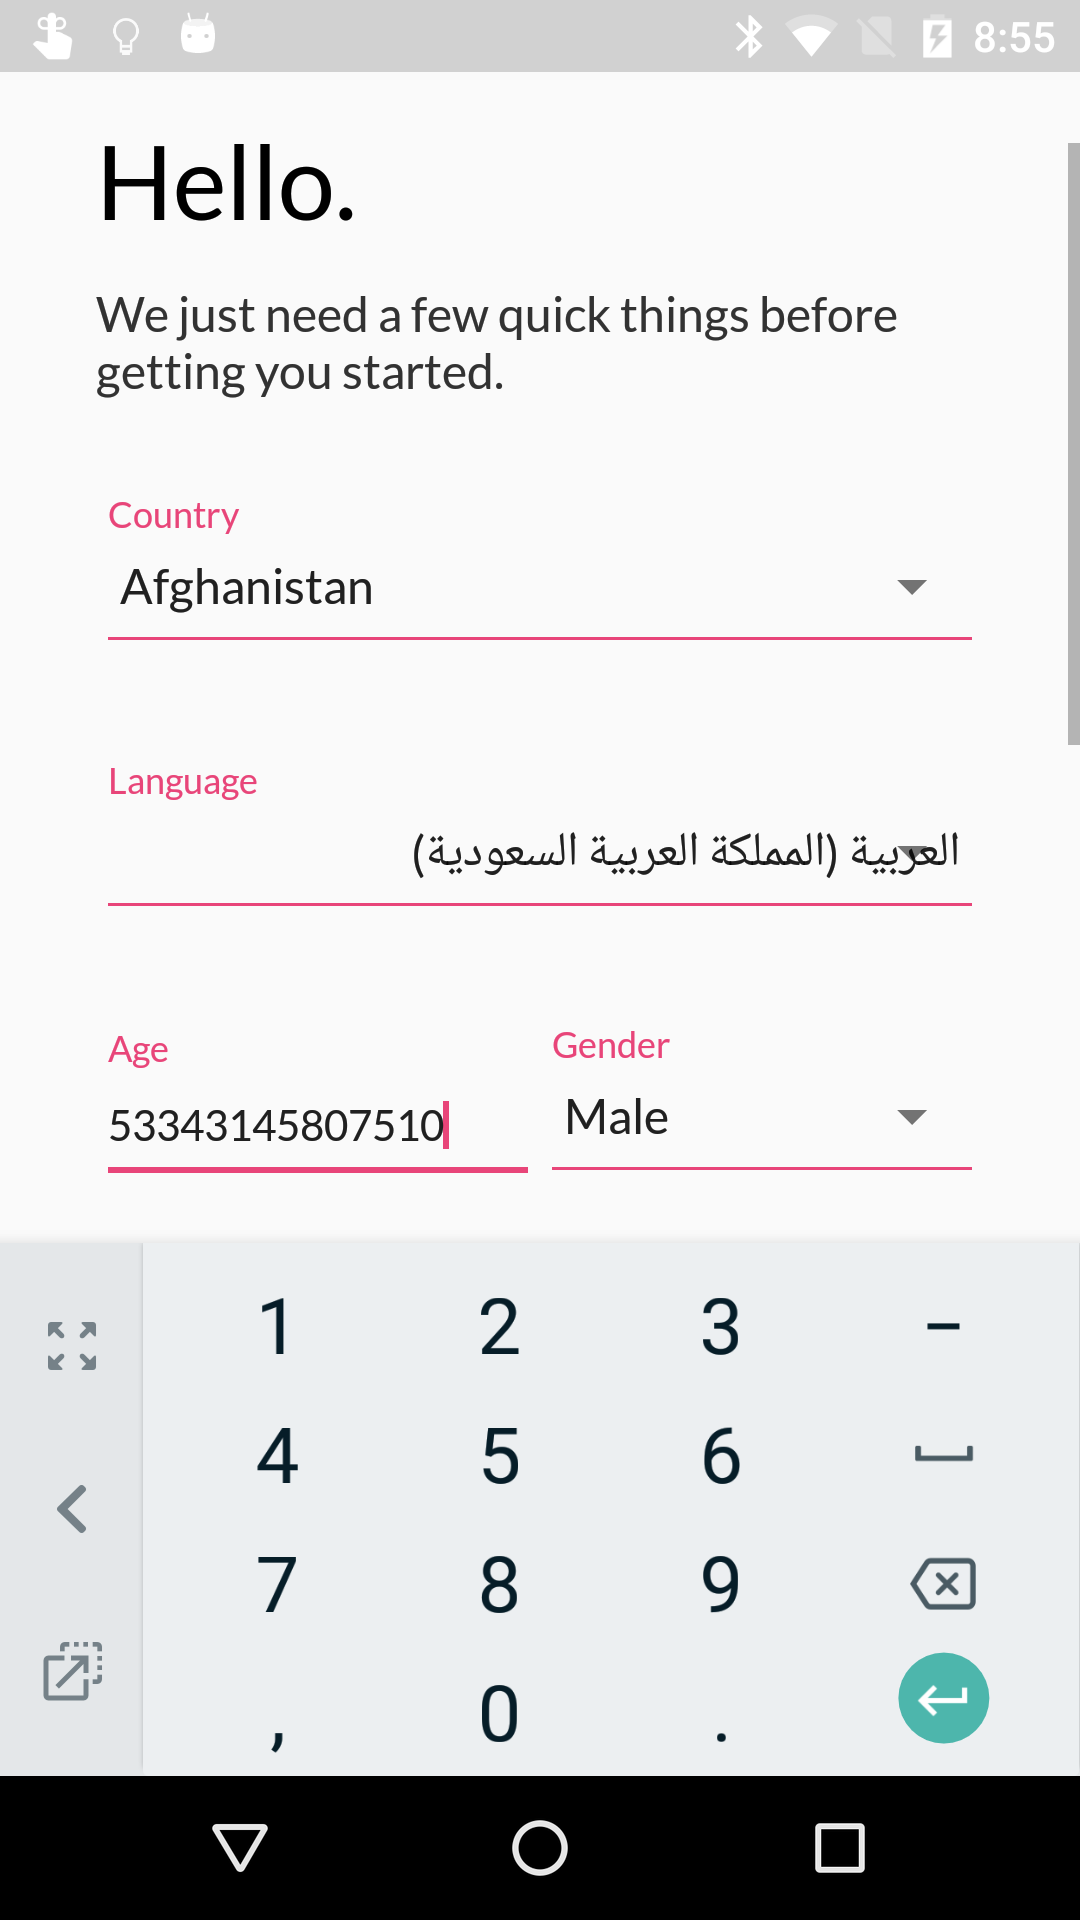 8:55
Hello.
We just need a few quick things before
getting you started.
Country
Afghanistan
Language
العربية (المملكة العربية السعودية)
Age
Gender
53343145807510
Male
1 2 3 –
4 5 6
7 8 9
, 0 .